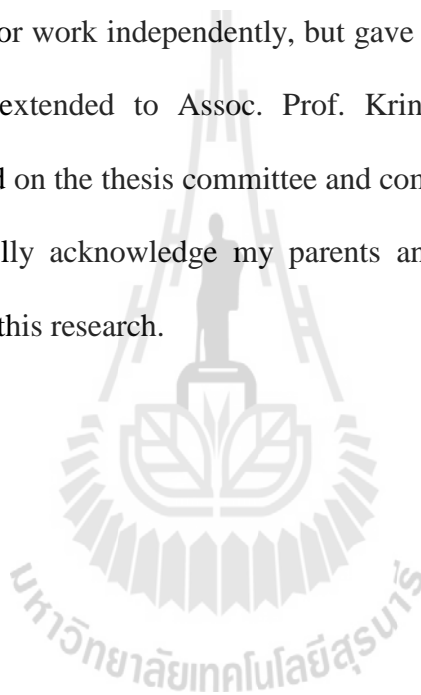 or work independently, but gave
extended to Assoc. Prof. Krin
d on the thesis committee and con
lly acknowledge my parents an
this research.
มหาวิทยาลัยเทคโนโลยีสุรนารี